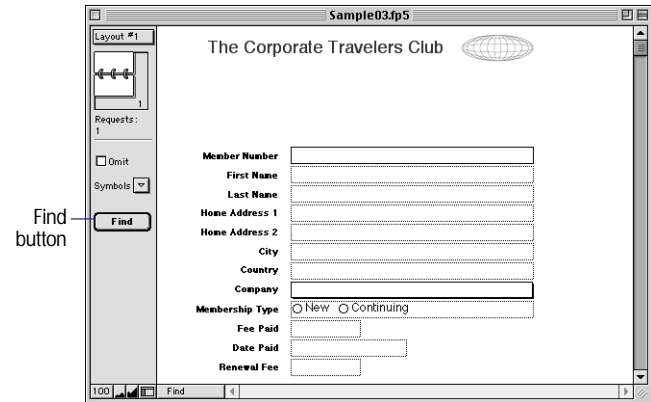 Sample03.fp5
Layout #1
The Corporate Travelers Club
1
Requests:
1
Omit
Symbols
Find
Find
button
Member Number
First Name
Last Name
Home Address 1
Home Address 2
City
Country
Company
Membership Type
New Continuing
Fee Paid
Date Paid
Renewal Fee
100
Find